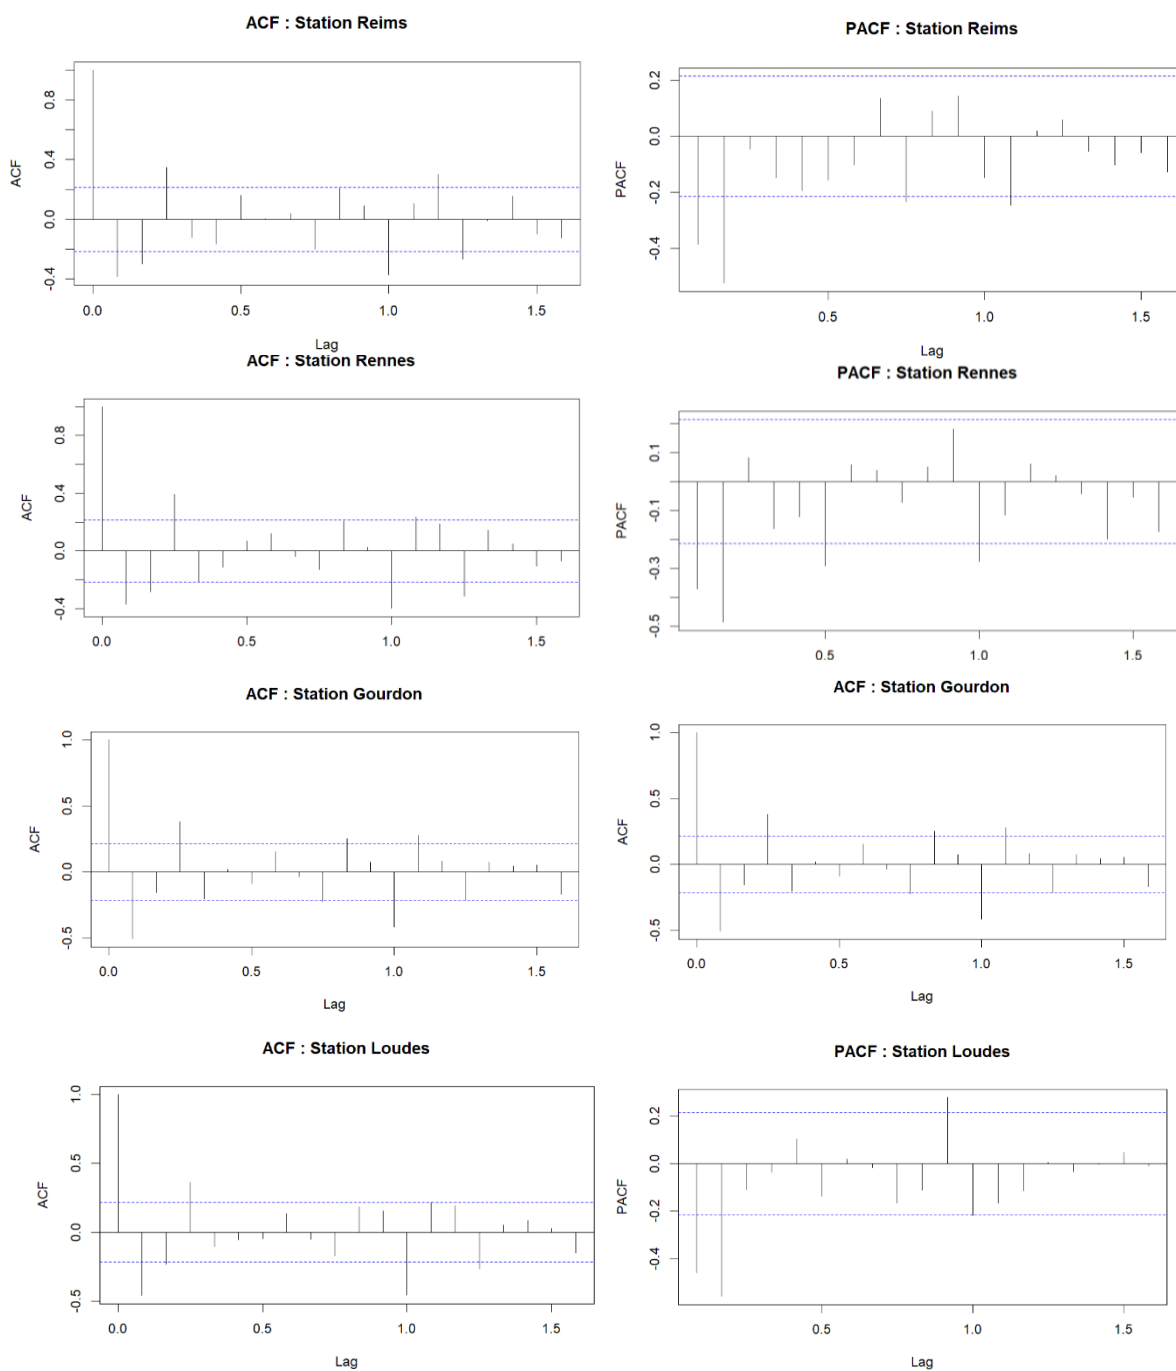 ACF : Station Reims
ACF
0.8
0.4
0.0
-0.4
0.0 0.5 1.0 1.5
Lag
PACF : Station Reims
PACF
0.2
0.0
-0.2
-0.4
0.5 1.0 1.5
Lag
ACF : Station Rennes
ACF
0.8
0.4
0.0
-0.4
0.0 0.5 1.0 1.5
PACF : Station Rennes
PACF
0.1
-0.1
-0.3
-0.5
0.5 1.0 1.5
ACF : Station Gourdon
ACF
1.0
0.5
0.0
-0.5
0.0 0.5 1.0 1.5
Lag
ACF : Station Gourdon
ACF
1.0
0.5
0.0
-0.5
0.0 0.5 1.0 1.5
Lag
ACF : Station Loudes
ACF
1.0
0.5
0.0
-0.5
0.0 0.5 1.0 1.5
Lag
PACF : Station Loudes
PACF
0.2
0.0
-0.2
-0.4
0.5 1.0 1.5
Lag